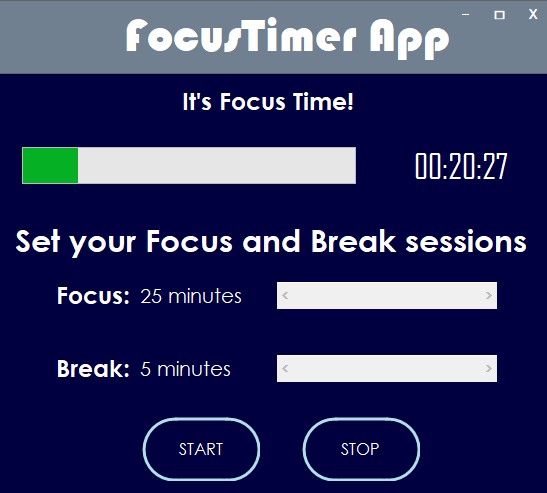 FocusTimer App
It's Focus Time!
00:20:27
Set your Focus and Break sessions
Focus: 25 minutes
Break: 5 minutes
START STOP